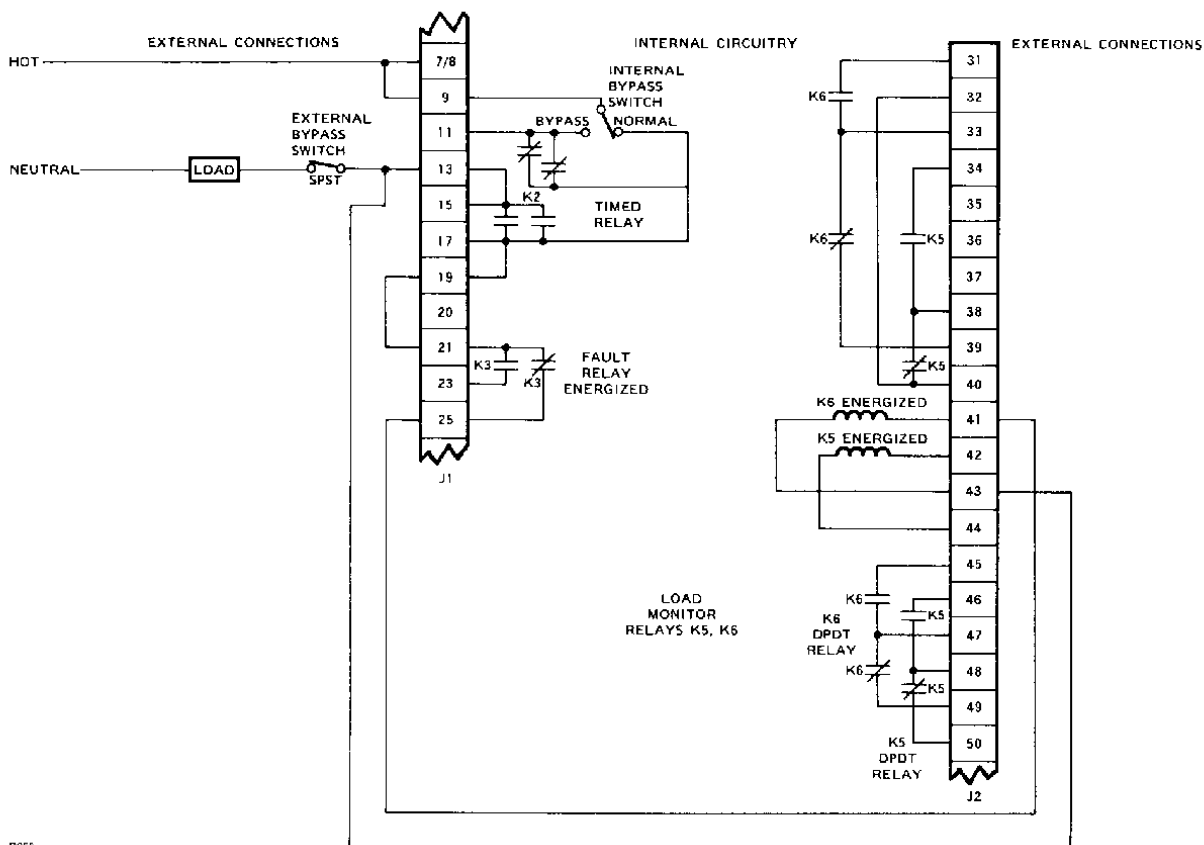 EXTERNAL CONNECTIONS
INTERNAL CIRCUITRY
EXTERNAL CONNECTIONS
HOT
NEUTRAL
LOAD
EXTERNAL
BYPASS
SWITCH
SPST
7/8
9
11
13
15
17
19
20
21
23
25
J1
INTERNAL
BYPASS
SWITCH
BYPASS
NORMAL
K2
TIMED
RELAY
K3
K3
FAULT
RELAY
ENERGIZED
LOAD
MONITOR
RELAYS K5, K6
K6
K6
K5
K5
K6 ENERGIZED
K5 ENERGIZED
K6
K5
K6
DPDT
RELAY
K6
K5
K5
DPDT
RELAY
31
32
33
34
35
36
37
38
39
40
41
42
43
44
45
46
47
48
49
50
J2